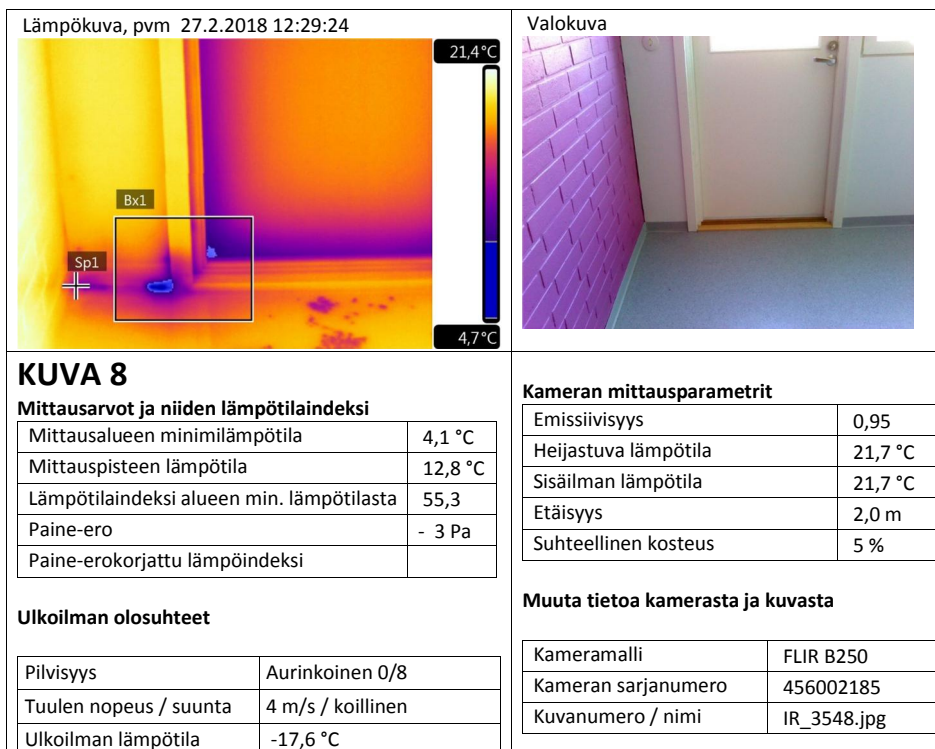 Lämpökuva, pvm 27.2.2018 12:29:24
21,4°C
Bx1
Sp1
4,7°C
Valokuva
KUVA 8
Mittausarvot ja niiden lämpötilaindeksi
Mittausalueen minimilämpötila 4,1 °C
Mittauspisteen lämpötila 12,8 °C
Lämpötilaindeksi alueen min. lämpötilasta 55,3
Paine-ero - 3 Pa
Paine-erokorjattu lämpöindeksi
Ulkoilman olosuhteet
Pilvisyys Aurinkoinen 0/8
Tuulen nopeus / suunta 4 m/s / koillinen
Ulkoilman lämpötila -17,6 °C
Kameran mittausparametrit
Emissiivisyys 0,95
Heijastuva lämpötila 21,7 °C
Sisäilman lämpötila 21,7 °C
Etäisyys 2,0 m
Suhteellinen kosteus 5 %
Muuta tietoa kamerasta ja kuvasta
Kameramalli FLIR B250
Kameran sarjanumero 456002185
Kuvanumero / nimi IR_3548.jpg